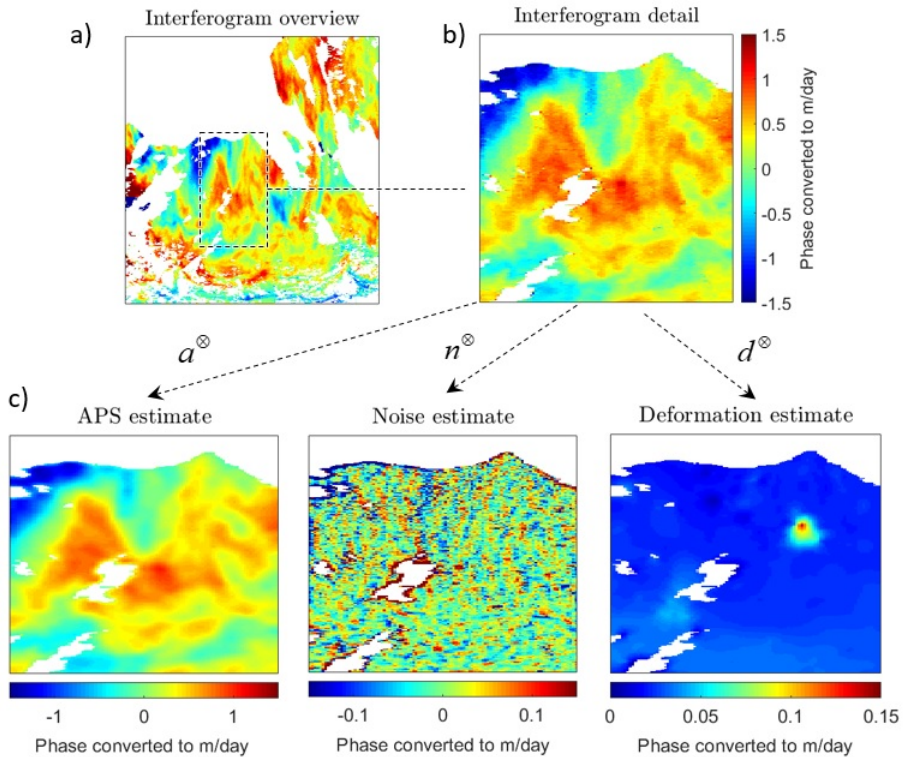 Interferogram overview
a)
Interferogram detail
b)
1.5
1
0.5
0
-0.5
-1
-1.5
Phase converted to m/day
a⊗
n⊗
d⊗
c)
APS estimate
Noise estimate
Deformation estimate
-1 0 1
Phase converted to m/day
-0.1 0 0.1
Phase converted to m/day
0 0.05 0.1 0.15
Phase converted to m/day